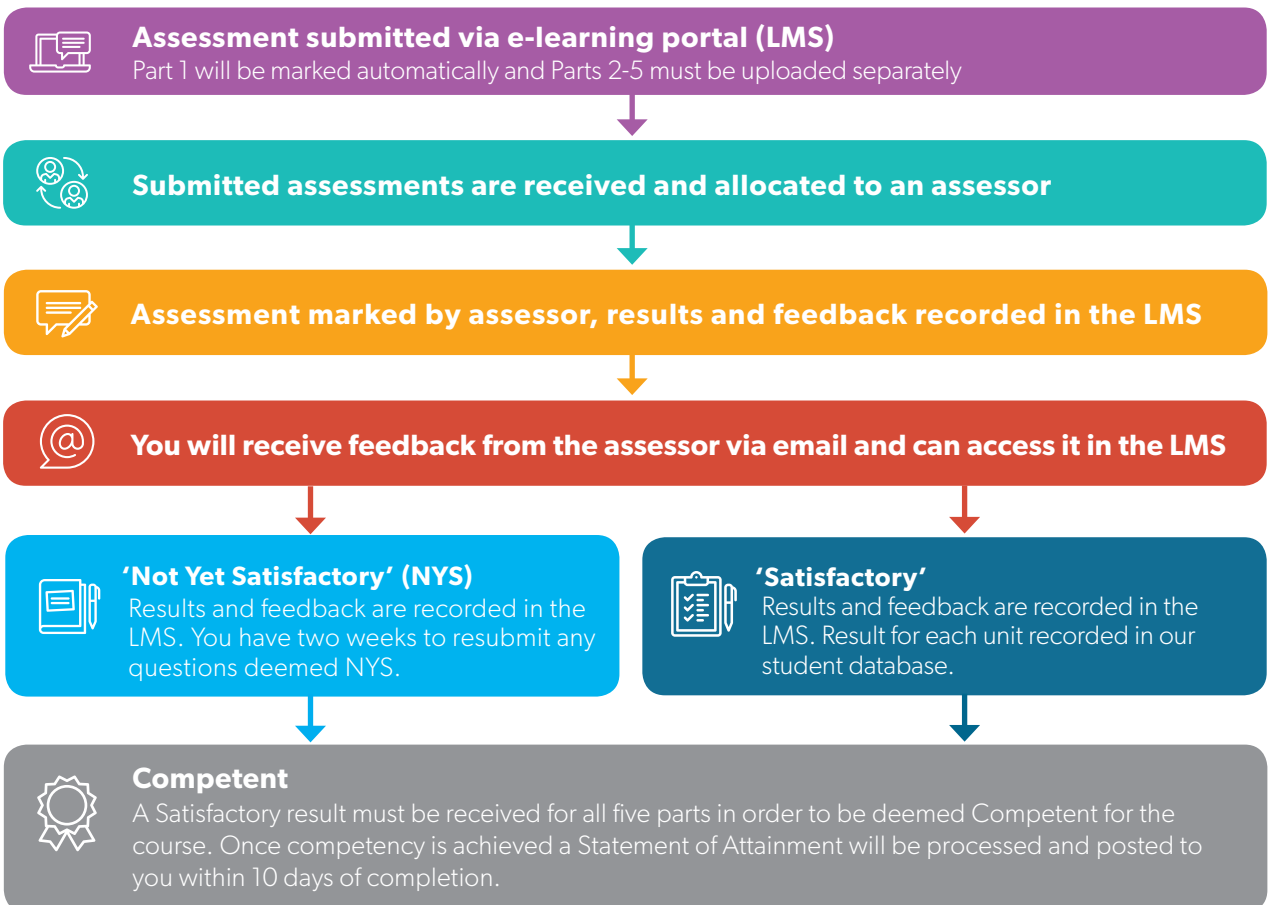 Assessment submitted via e-learning portal (LMS)
Part 1 will be marked automatically and Parts 2-5 must be uploaded separately
Submitted assessments are received and allocated to an assessor
Assessment marked by assessor, results and feedback recorded in the LMS
@
You will receive feedback from the assessor via email and can access it in the LMS
'Not Yet Satisfactory' (NYS)
Results and feedback are recorded in the
LMS. You have two weeks to resubmit any
questions deemed NYS.
'Satisfactory'
Results and feedback are recorded in the
LMS. Result for each unit recorded in our
student database.
Competent
A Satisfactory result must be received for all five parts in order to be deemed Competent for the
course. Once competency is achieved a Statement of Attainment will be processed and posted to
you within 10 days of completion.